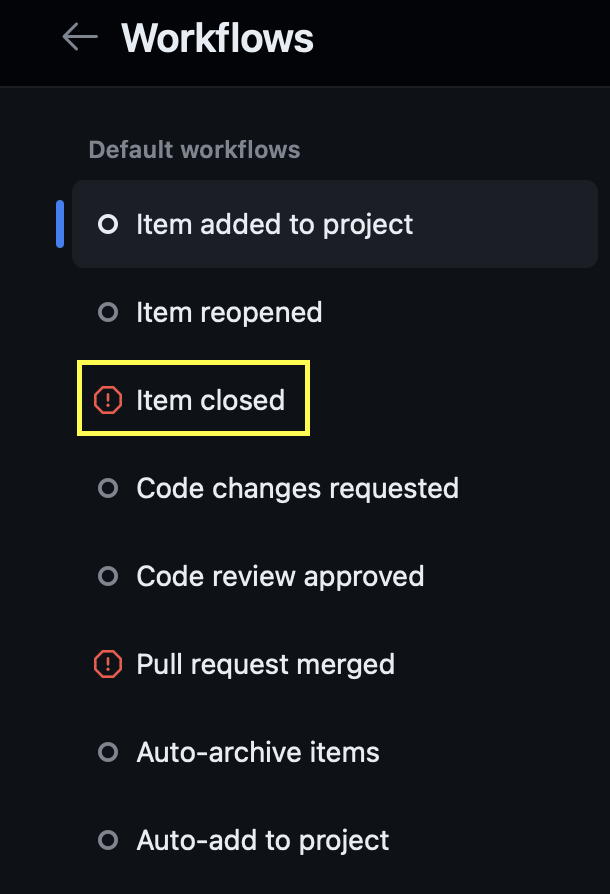 Workflows
Default workflows
Item added to project
Item reopened
Item closed
Code changes requested
Code review approved
Pull request merged
Auto-archive items
Auto-add to project